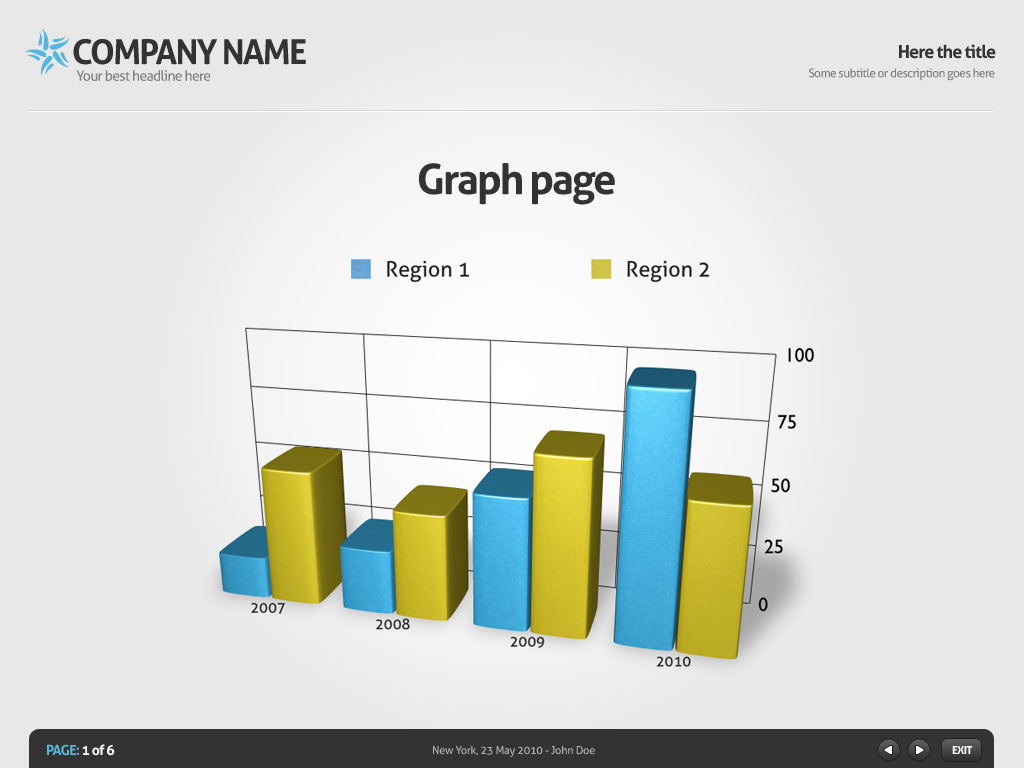 COMPANY NAME
Your best headline here
Here the title
Some subtitle or description goes here
Graph page
Region 1
Region 2
100
75
50
25
0
2007
2008
2009
2010
PAGE: 1 of 6
New York, 23 May 2010 - John Doe
EXIT